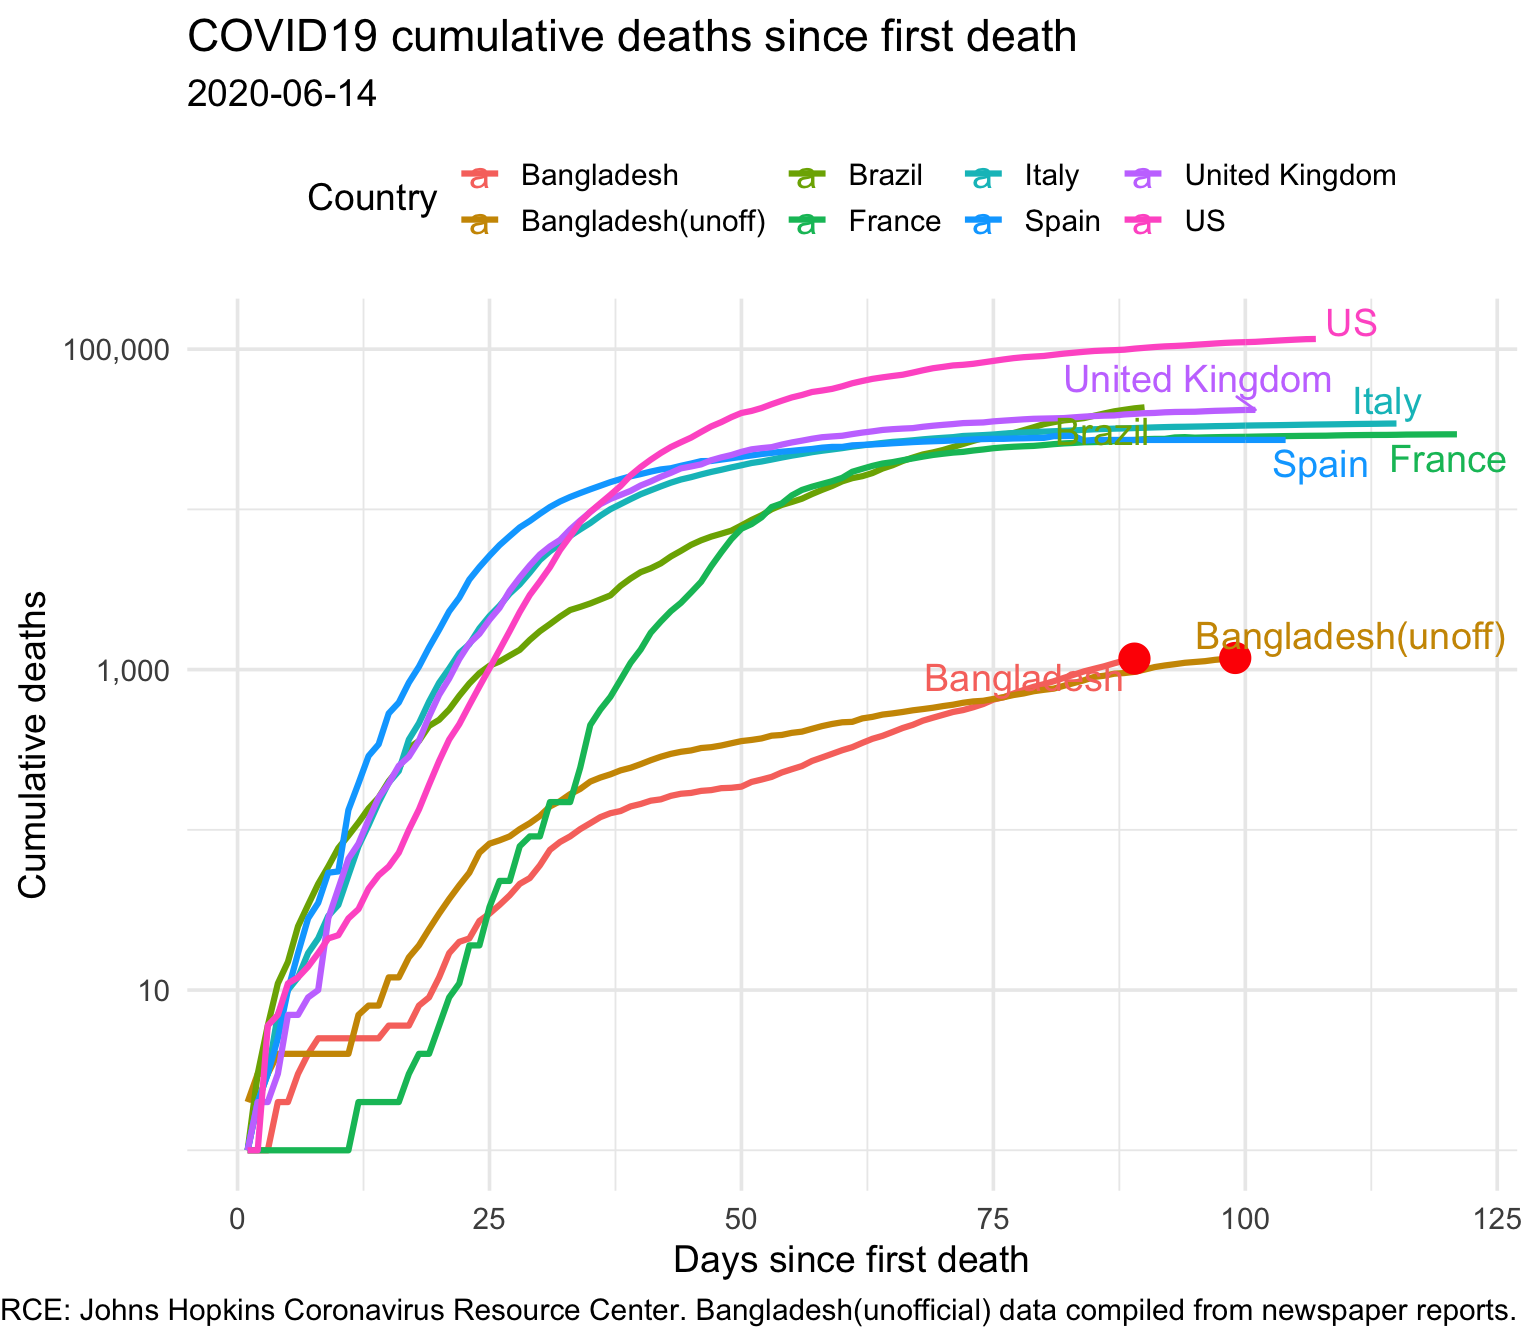 COVID19 cumulative deaths since first death
2020-06-14
Country
a Bangladesh a Brazil a Italy a United Kingdom
a Bangladesh(unoff) a France a Spain a US
100,000
1,000
10
Cumulative deaths
US
United Kingdom
Italy
Brazil
Spain
France
Bangladesh(unoff)
Bangladesh
0 25 50 75 100 125
Days since first death
RCE: Johns Hopkins Coronavirus Resource Center. Bangladesh(unofficial) data compiled from newspaper reports.